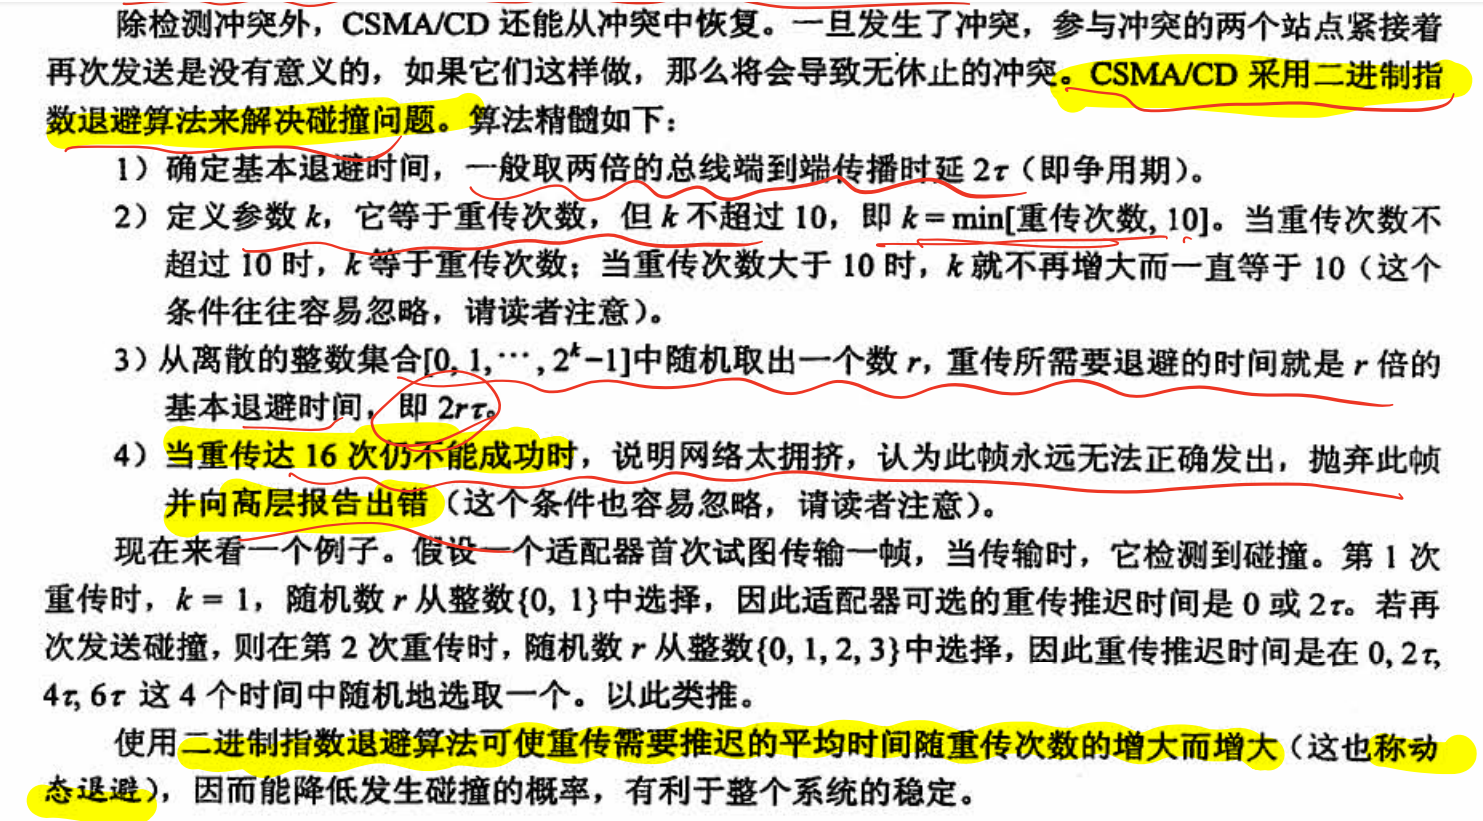 除检测冲突外，CSMA/CD 还能从冲突中恢复。一旦发生了冲突，参与冲突的两个站点紧接着
再次发送是没有意义的，如果它们这样做，那么将会导致无休止的冲突。CSMA/CD 采用二进制指
数退避算法来解决碰撞问题。算法精髓如下：
1）确定基本退避时间，一般取两倍的总线端到端传播时延 2τ（即争用期）。
2）定义参数 k，它等于重传次数，但 k 不超过 10，即 k = min[重传次数, 10]。当重传次数不
超过 10 时，k 等于重传次数；当重传次数大于 10 时，k 就不再增大而一直等于 10（这个
条件往往容易忽略，请读者注意）。
3）从离散的整数集合[0, 1, ⋯ , 2ᵏ−1]中随机取出一个数 r，重传所需要退避的时间就是 r 倍的
基本退避时间，即 2rτ。
4）当重传达 16 次仍不能成功时，说明网络太拥挤，认为此帧永远无法正确发出，抛弃此帧
并向高层报告出错（这个条件也容易忽略，请读者注意）。
现在来看一个例子。假设一个适配器首次试图传输一帧，当传输时，它检测到碰撞。第 1 次
重传时，k = 1，随机数 r 从整数{0, 1}中选择，因此适配器可选的重传推迟时间是 0 或 2τ。若再
次发送碰撞，则在第 2 次重传时，随机数 r 从整数{0, 1, 2, 3}中选择，因此重传推迟时间是在 0, 2τ,
4τ, 6τ 这 4 个时间中随机地选取一个。以此类推。
使用二进制指数退避算法可使重传需要推迟的平均时间随重传次数的增大而增大（这也称动
态退避），因而能降低发生碰撞的概率，有利于整个系统的稳定。